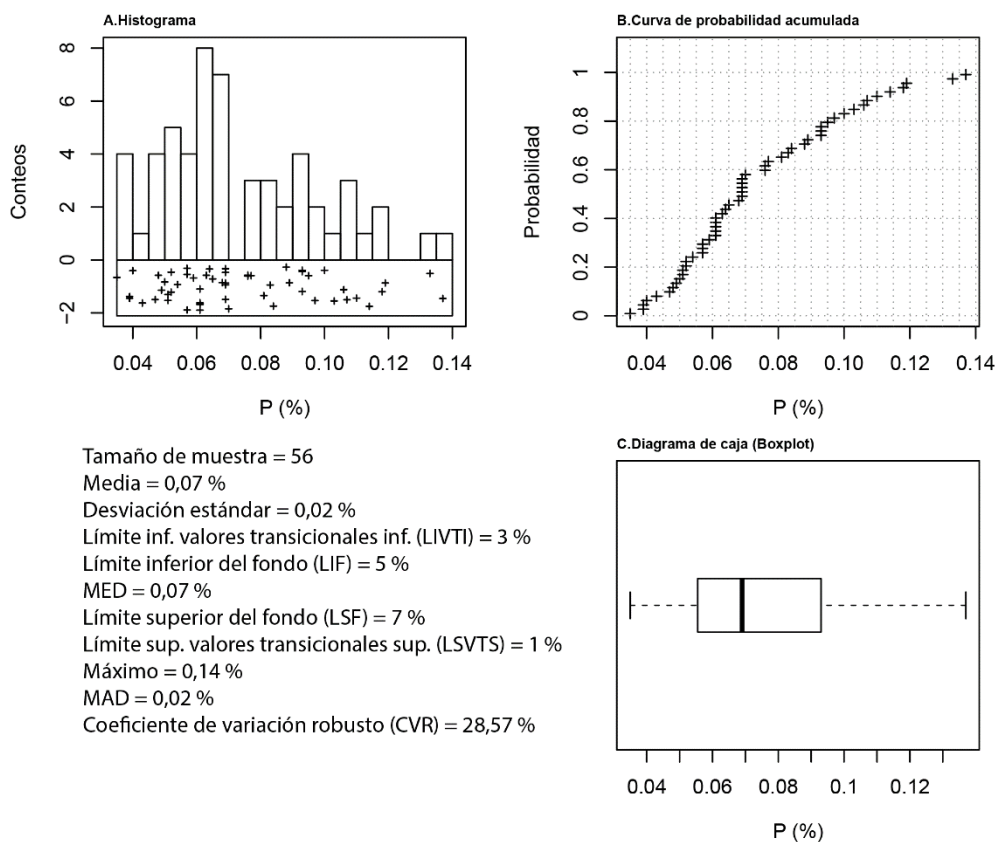 A.Histograma
8
6
4
2
0
−2
Conteos
0.04 0.06 0.08 0.10 0.12 0.14
P (%)
B.Curva de probabilidad acumulada
1
0.8
0.6
0.4
0.2
0
Probabilidad
0.04 0.06 0.08 0.10 0.12 0.14
P (%)
Tamaño de muestra = 56
Media = 0,07 %
Desviación estándar = 0,02 %
Límite inf. valores transicionales inf. (LIVTI) = 3 %
Límite inferior del fondo (LIF) = 5 %
MED = 0,07 %
Límite superior del fondo (LSF) = 7 %
Límite sup. valores transicionales sup. (LSVTS) = 1 %
Máximo = 0,14 %
MAD = 0,02 %
Coeficiente de variación robusto (CVR) = 28,57 %
C.Diagrama de caja (Boxplot)
0.04 0.06 0.08 0.1 0.12
P (%)